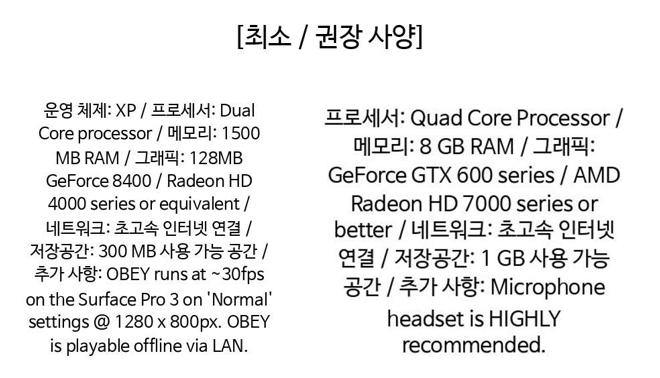 [최소 / 권장 사양]
운영 체제: XP / 프로세서: Dual
Core processor / 메모리: 1500
MB RAM / 그래픽: 128MB
GeForce 8400 / Radeon HD
4000 series or equivalent /
네트워크: 초고속 인터넷 연결 /
저장공간: 300 MB 사용 가능 공간 /
추가 사항: OBEY runs at ~30fps
on the Surface Pro 3 on 'Normal'
settings @ 1280 x 800px. OBEY
is playable offline via LAN.
프로세서: Quad Core Processor /
메모리: 8 GB RAM / 그래픽:
GeForce GTX 600 series / AMD
Radeon HD 7000 series or
better / 네트워크: 초고속 인터넷
연결 / 저장공간: 1 GB 사용 가능
공간 / 추가 사항: Microphone
headset is HIGHLY
recommended.